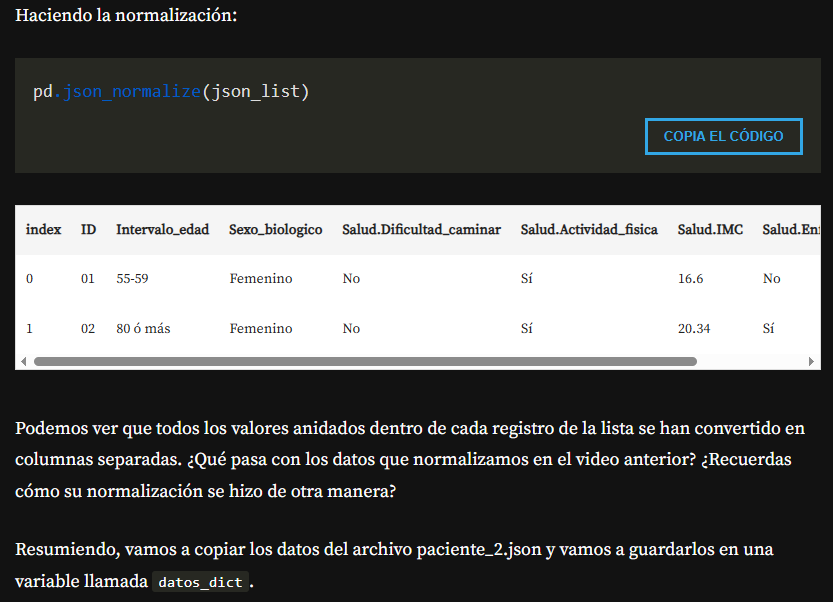 Haciendo la normalización:
pd.json_normalize(json_list)
COPIA EL CÓDIGO
index ID Intervalo_edad Sexo_biologico Salud.Dificultad_caminar Salud.Actividad_fisica Salud.IMC Salud.En
0 01 55-59 Femenino No Sí 16.6 No
1 02 80 ó más Femenino No Sí 20.34 Sí
Podemos ver que todos los valores anidados dentro de cada registro de la lista se han convertido en
columnas separadas. ¿Qué pasa con los datos que normalizamos en el video anterior? ¿Recuerdas
cómo su normalización se hizo de otra manera?
Resumiendo, vamos a copiar los datos del archivo paciente_2.json y vamos a guardarlos en una
variable llamada datos_dict.